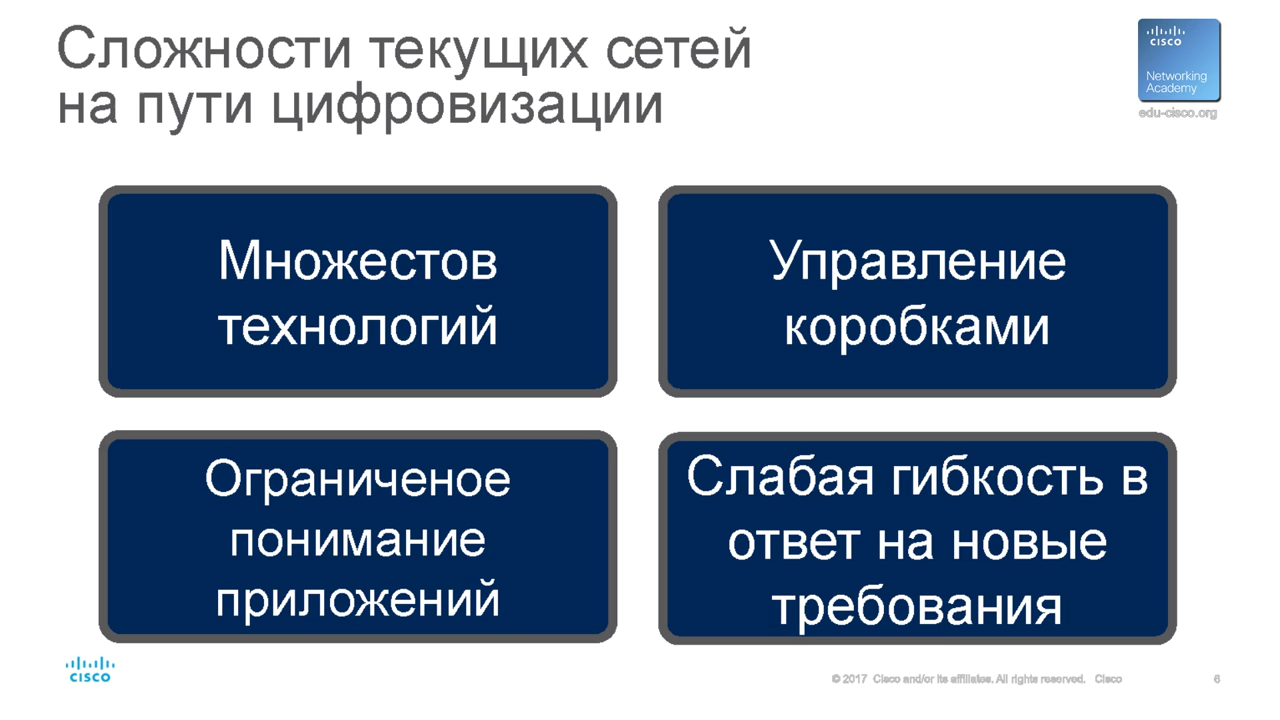 Сложности текущих сетей
на пути цифровизации
cisco
Networking
Academy
edu-cisco.org
Множестов
технологий
Управление
коробками
Ограниченое
понимание
приложений
Слабая гибкость в
ответ на новые
требования
cisco
© 2017 Cisco and/or its affiliates. All rights reserved. Cisco
6